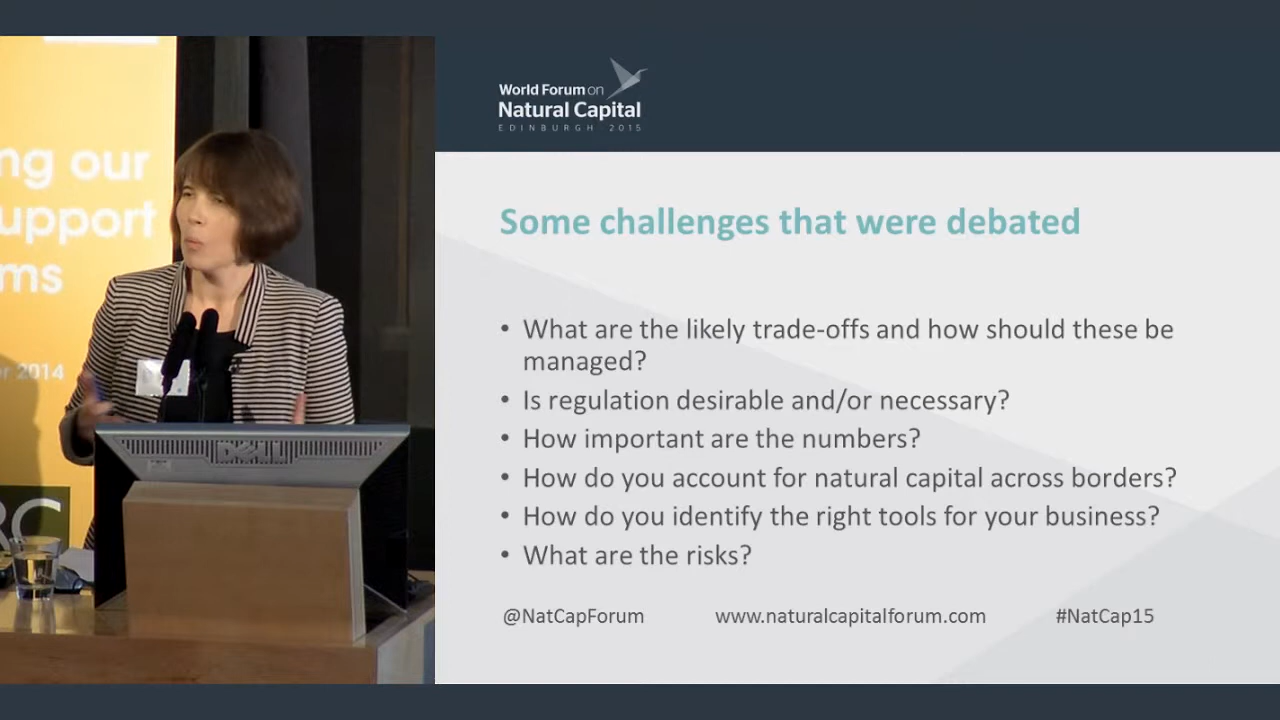 ng our
upport
ms
r 2014
World Forum on
Natural Capital
EDINBURGH 2015
Some challenges that were debated
• What are the likely trade-offs and how should these be
managed?
• Is regulation desirable and/or necessary?
• How important are the numbers?
• How do you account for natural capital across borders?
• How do you identify the right tools for your business?
• What are the risks?
@NatCapForum www.naturalcapitalforum.com #NatCap15